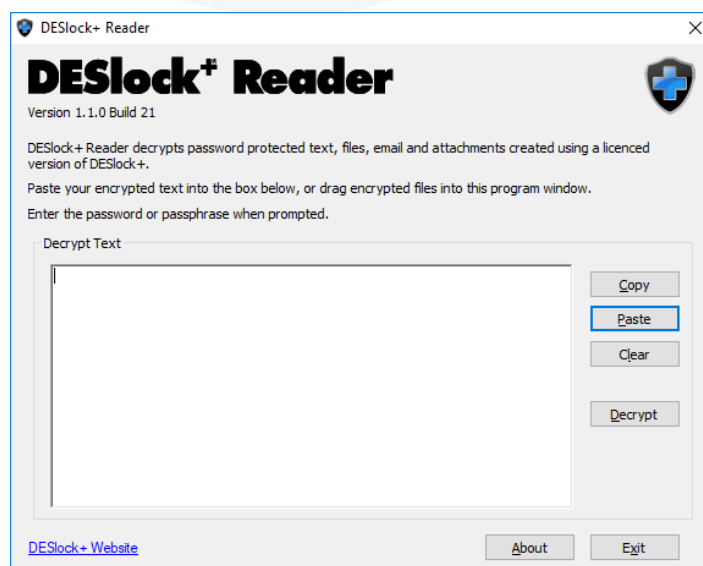 DESlock+ Reader
DESlock+ Reader
Version 1.1.0 Build 21
DESlock+ Reader decrypts password protected text, files, email and attachments created using a licenced
version of DESlock+.
Paste your encrypted text into the box below, or drag encrypted files into this program window.
Enter the password or passphrase when prompted.
Decrypt Text
Copy
Paste
Clear
Decrypt
DESlock+ Website
About
Exit